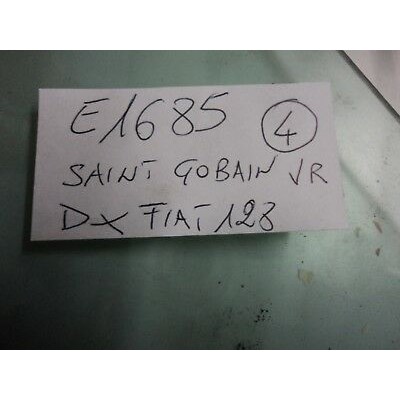 E1685 4
SAINT GOBAIN VR
DX FIAT 128